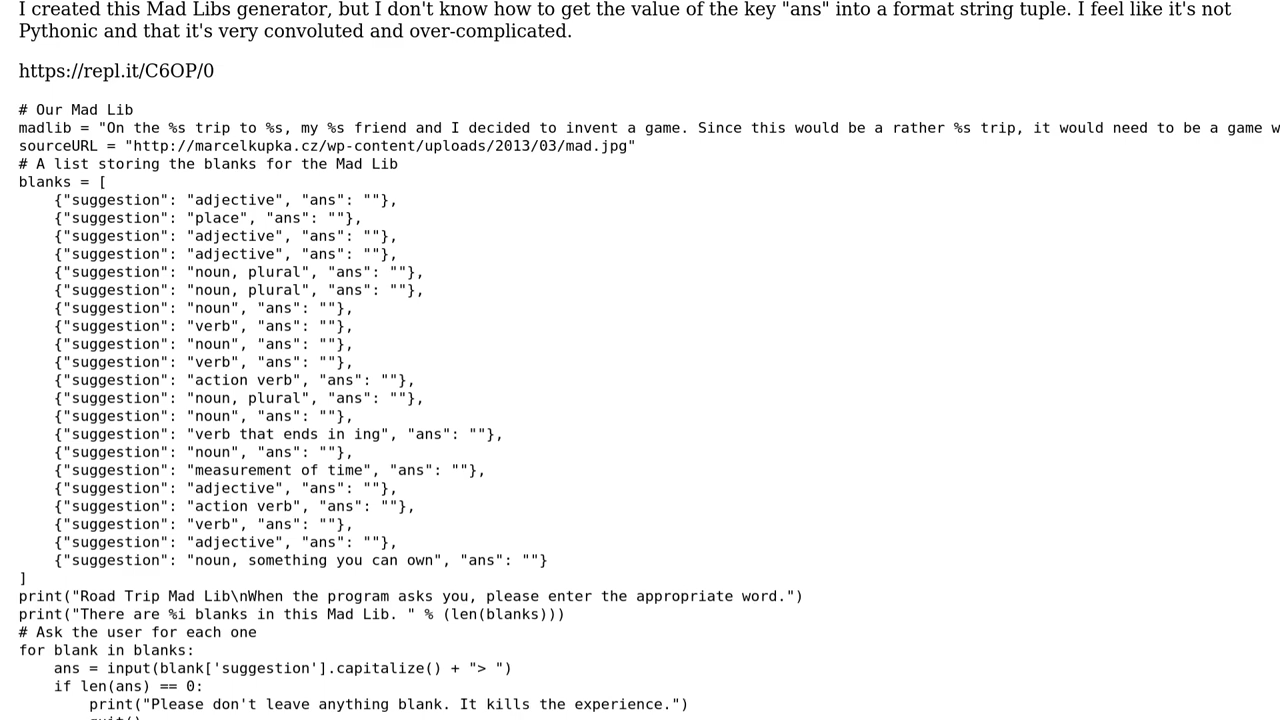 I created this Mad Libs generator, but I don't know how to get the value of the key "ans" into a format string tuple. I feel like it's not
Pythonic and that it's very convoluted and over-complicated.
https://repl.it/C6OP/0
# Our Mad Lib
madlib = "On the %s trip to %s, my %s friend and I decided to invent a game. Since this would be a rather %s trip, it would need to be a game w
sourceURL = "http://marcelkupka.cz/wp-content/uploads/2013/03/mad.jpg"
# A list storing the blanks for the Mad Lib
blanks = [
    {"suggestion": "adjective", "ans": ""},
    {"suggestion": "place", "ans": ""},
    {"suggestion": "adjective", "ans": ""},
    {"suggestion": "adjective", "ans": ""},
    {"suggestion": "noun, plural", "ans": ""},
    {"suggestion": "noun, plural", "ans": ""},
    {"suggestion": "noun", "ans": ""},
    {"suggestion": "verb", "ans": ""},
    {"suggestion": "noun", "ans": ""},
    {"suggestion": "verb", "ans": ""},
    {"suggestion": "action verb", "ans": ""},
    {"suggestion": "noun, plural", "ans": ""},
    {"suggestion": "noun", "ans": ""},
    {"suggestion": "verb that ends in ing", "ans": ""},
    {"suggestion": "noun", "ans": ""},
    {"suggestion": "measurement of time", "ans": ""},
    {"suggestion": "adjective", "ans": ""},
    {"suggestion": "action verb", "ans": ""},
    {"suggestion": "verb", "ans": ""},
    {"suggestion": "adjective", "ans": ""},
    {"suggestion": "noun, something you can own", "ans": ""}
]
print("Road Trip Mad Lib\nWhen the program asks you, please enter the appropriate word.")
print("There are %i blanks in this Mad Lib. " % (len(blanks)))
# Ask the user for each one
for blank in blanks:
    ans = input(blank['suggestion'].capitalize() + "> ")
    if len(ans) == 0:
        print("Please don't leave anything blank. It kills the experience.")